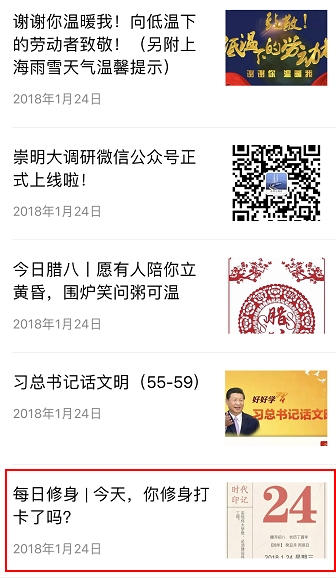 谢谢你温暖我！向低温下
的劳动者致敬！（另附上
海雨雪天气温馨提示）
2018年1月24日
致敬！
低温下的劳动者
谢谢你 温暖我
崇明大调研微信公众号正
式上线啦！
2018年1月24日
今日腊八丨愿有人陪你立
黄昏，围炉笑问粥可温
2018年1月24日
腊
习总书记话文明（55-59）
2018年1月24日
好好学
习总书记话文明
每日修身 | 今天，你修身打
卡了吗？
2018年1月24日
时代
印记
24